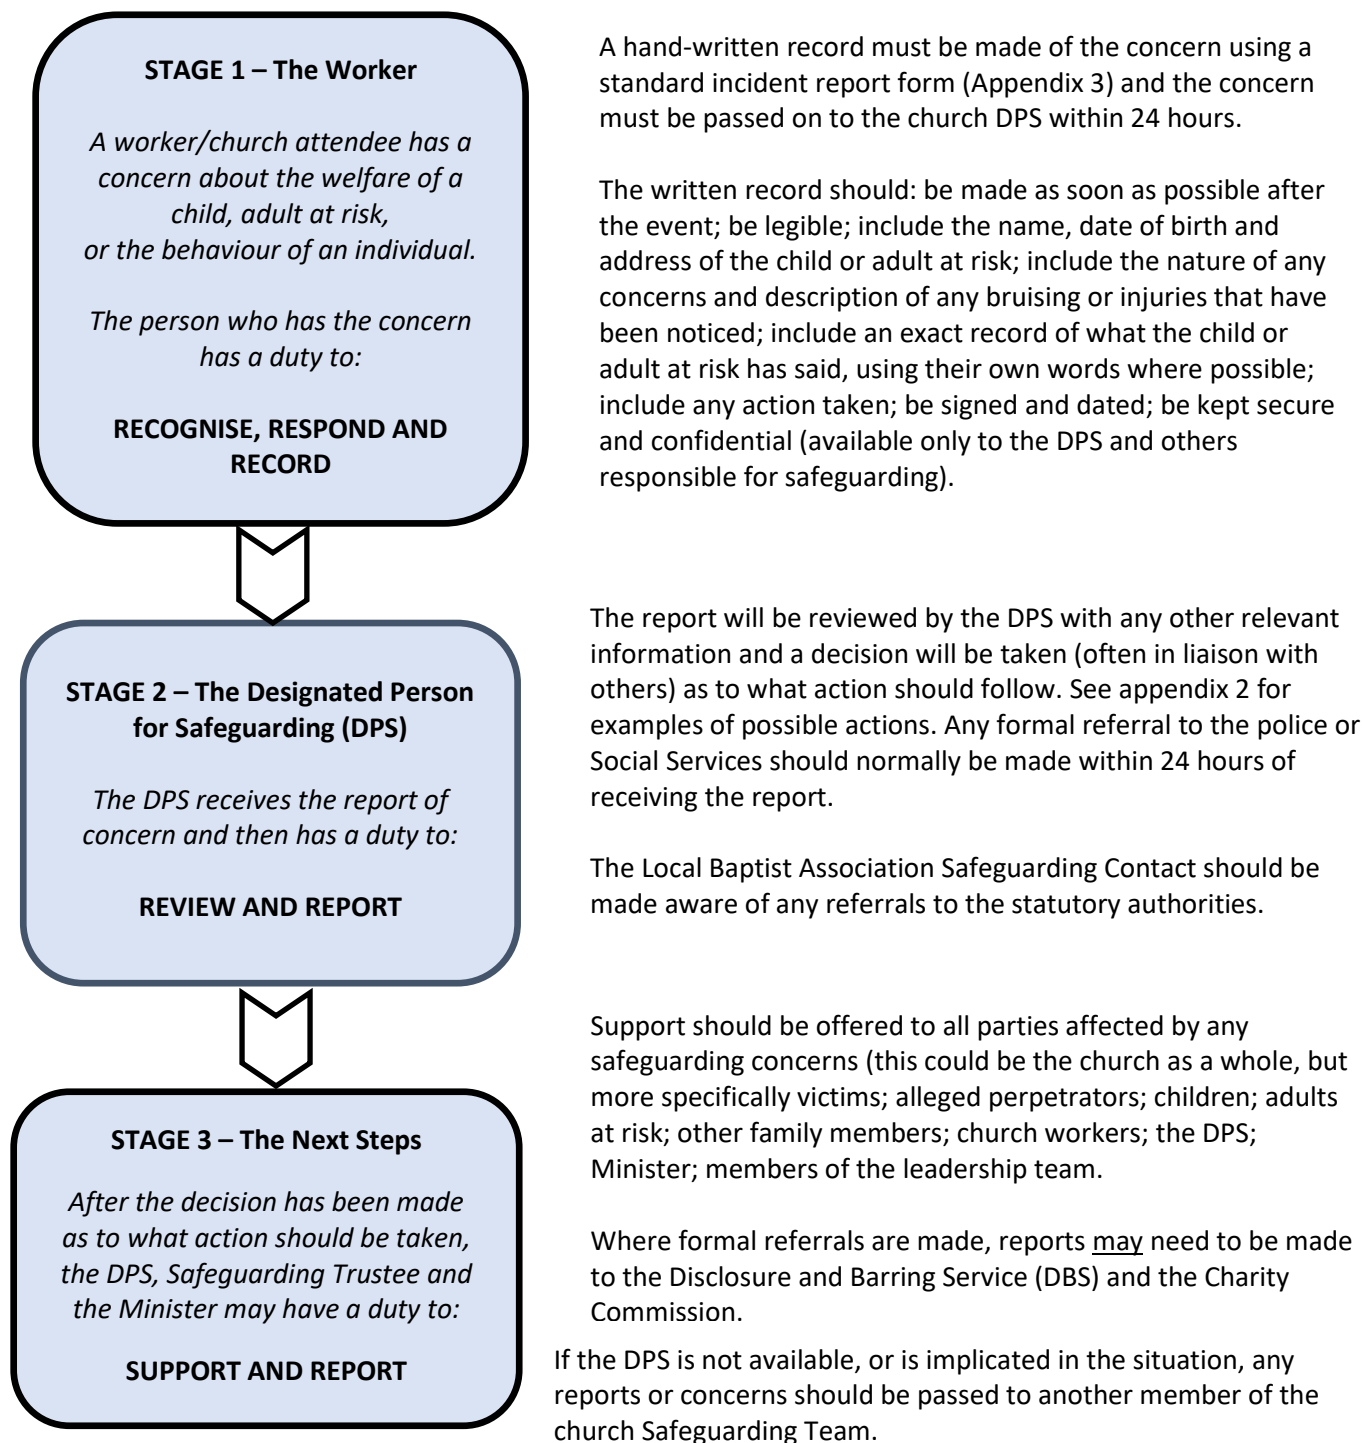 STAGE 1 – The Worker
A worker/church attendee has a
concern about the welfare of a
child, adult at risk,
or the behaviour of an individual.
The person who has the concern
has a duty to:
RECOGNISE, RESPOND AND
RECORD
A hand-written record must be made of the concern using a
standard incident report form (Appendix 3) and the concern
must be passed on to the church DPS within 24 hours.
The written record should: be made as soon as possible after
the event; be legible; include the name, date of birth and
address of the child or adult at risk; include the nature of any
concerns and description of any bruising or injuries that have
been noticed; include an exact record of what the child or
adult at risk has said, using their own words where possible;
include any action taken; be signed and dated; be kept secure
and confidential (available only to the DPS and others
responsible for safeguarding).
STAGE 2 – The Designated Person
for Safeguarding (DPS)
The DPS receives the report of
concern and then has a duty to:
REVIEW AND REPORT
The report will be reviewed by the DPS with any other relevant
information and a decision will be taken (often in liaison with
others) as to what action should follow. See appendix 2 for
examples of possible actions. Any formal referral to the police or
Social Services should normally be made within 24 hours of
receiving the report.
The Local Baptist Association Safeguarding Contact should be
made aware of any referrals to the statutory authorities.
STAGE 3 – The Next Steps
After the decision has been made
as to what action should be taken,
the DPS, Safeguarding Trustee and
the Minister may have a duty to:
SUPPORT AND REPORT
Support should be offered to all parties affected by any
safeguarding concerns (this could be the church as a whole, but
more specifically victims; alleged perpetrators; children; adults
at risk; other family members; church workers; the DPS;
Minister; members of the leadership team.
Where formal referrals are made, reports may need to be made
to the Disclosure and Barring Service (DBS) and the Charity
Commission.
If the DPS is not available, or is implicated in the situation, any
reports or concerns should be passed to another member of the
church Safeguarding Team.